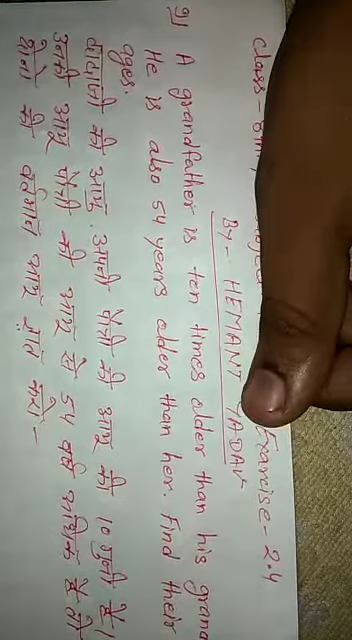 Class - 8th, Exercise - 2.4
By - HEMANT YADAV
9) A grandfather is ten times older than his grand
He is also 54 years older than her. Find their
ages.
दादाजी की आयु अपनी पोती की आयु की 10 गुनी है।
उनकी आयु पोती की आयु से 54 वर्ष अधिक है तो
दोनों की वर्तमान आयु ज्ञात करो -